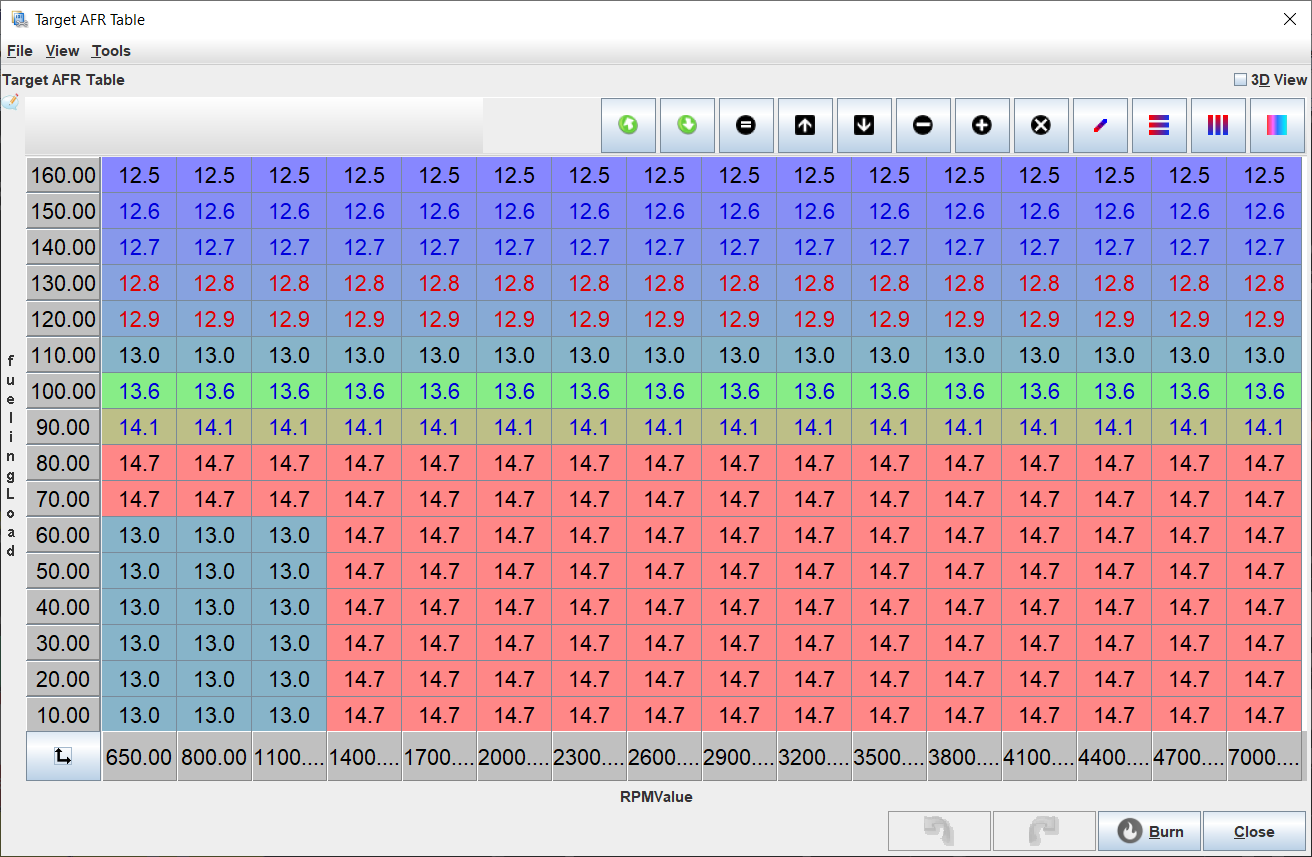 Target AFR Table
File View Tools
Target AFR Table 3D View
160.00 12.5 12.5 12.5 12.5 12.5 12.5 12.5 12.5 12.5 12.5 12.5 12.5 12.5 12.5 12.5 12.5
150.00 12.6 12.6 12.6 12.6 12.6 12.6 12.6 12.6 12.6 12.6 12.6 12.6 12.6 12.6 12.6 12.6
140.00 12.7 12.7 12.7 12.7 12.7 12.7 12.7 12.7 12.7 12.7 12.7 12.7 12.7 12.7 12.7 12.7
130.00 12.8 12.8 12.8 12.8 12.8 12.8 12.8 12.8 12.8 12.8 12.8 12.8 12.8 12.8 12.8 12.8
120.00 12.9 12.9 12.9 12.9 12.9 12.9 12.9 12.9 12.9 12.9 12.9 12.9 12.9 12.9 12.9 12.9
110.00 13.0 13.0 13.0 13.0 13.0 13.0 13.0 13.0 13.0 13.0 13.0 13.0 13.0 13.0 13.0 13.0
100.00 13.6 13.6 13.6 13.6 13.6 13.6 13.6 13.6 13.6 13.6 13.6 13.6 13.6 13.6 13.6 13.6
90.00 14.1 14.1 14.1 14.1 14.1 14.1 14.1 14.1 14.1 14.1 14.1 14.1 14.1 14.1 14.1 14.1
80.00 14.7 14.7 14.7 14.7 14.7 14.7 14.7 14.7 14.7 14.7 14.7 14.7 14.7 14.7 14.7 14.7
70.00 14.7 14.7 14.7 14.7 14.7 14.7 14.7 14.7 14.7 14.7 14.7 14.7 14.7 14.7 14.7 14.7
60.00 13.0 13.0 13.0 14.7 14.7 14.7 14.7 14.7 14.7 14.7 14.7 14.7 14.7 14.7 14.7 14.7
50.00 13.0 13.0 13.0 14.7 14.7 14.7 14.7 14.7 14.7 14.7 14.7 14.7 14.7 14.7 14.7 14.7
40.00 13.0 13.0 13.0 14.7 14.7 14.7 14.7 14.7 14.7 14.7 14.7 14.7 14.7 14.7 14.7 14.7
30.00 13.0 13.0 13.0 14.7 14.7 14.7 14.7 14.7 14.7 14.7 14.7 14.7 14.7 14.7 14.7 14.7
20.00 13.0 13.0 13.0 14.7 14.7 14.7 14.7 14.7 14.7 14.7 14.7 14.7 14.7 14.7 14.7 14.7
10.00 13.0 13.0 13.0 14.7 14.7 14.7 14.7 14.7 14.7 14.7 14.7 14.7 14.7 14.7 14.7 14.7
fuelingLoad
650.00 800.00 1100.... 1400.... 1700.... 2000.... 2300.... 2600.... 2900.... 3200.... 3500.... 3800.... 4100.... 4400.... 4700.... 7000....
RPMValue
Burn Close